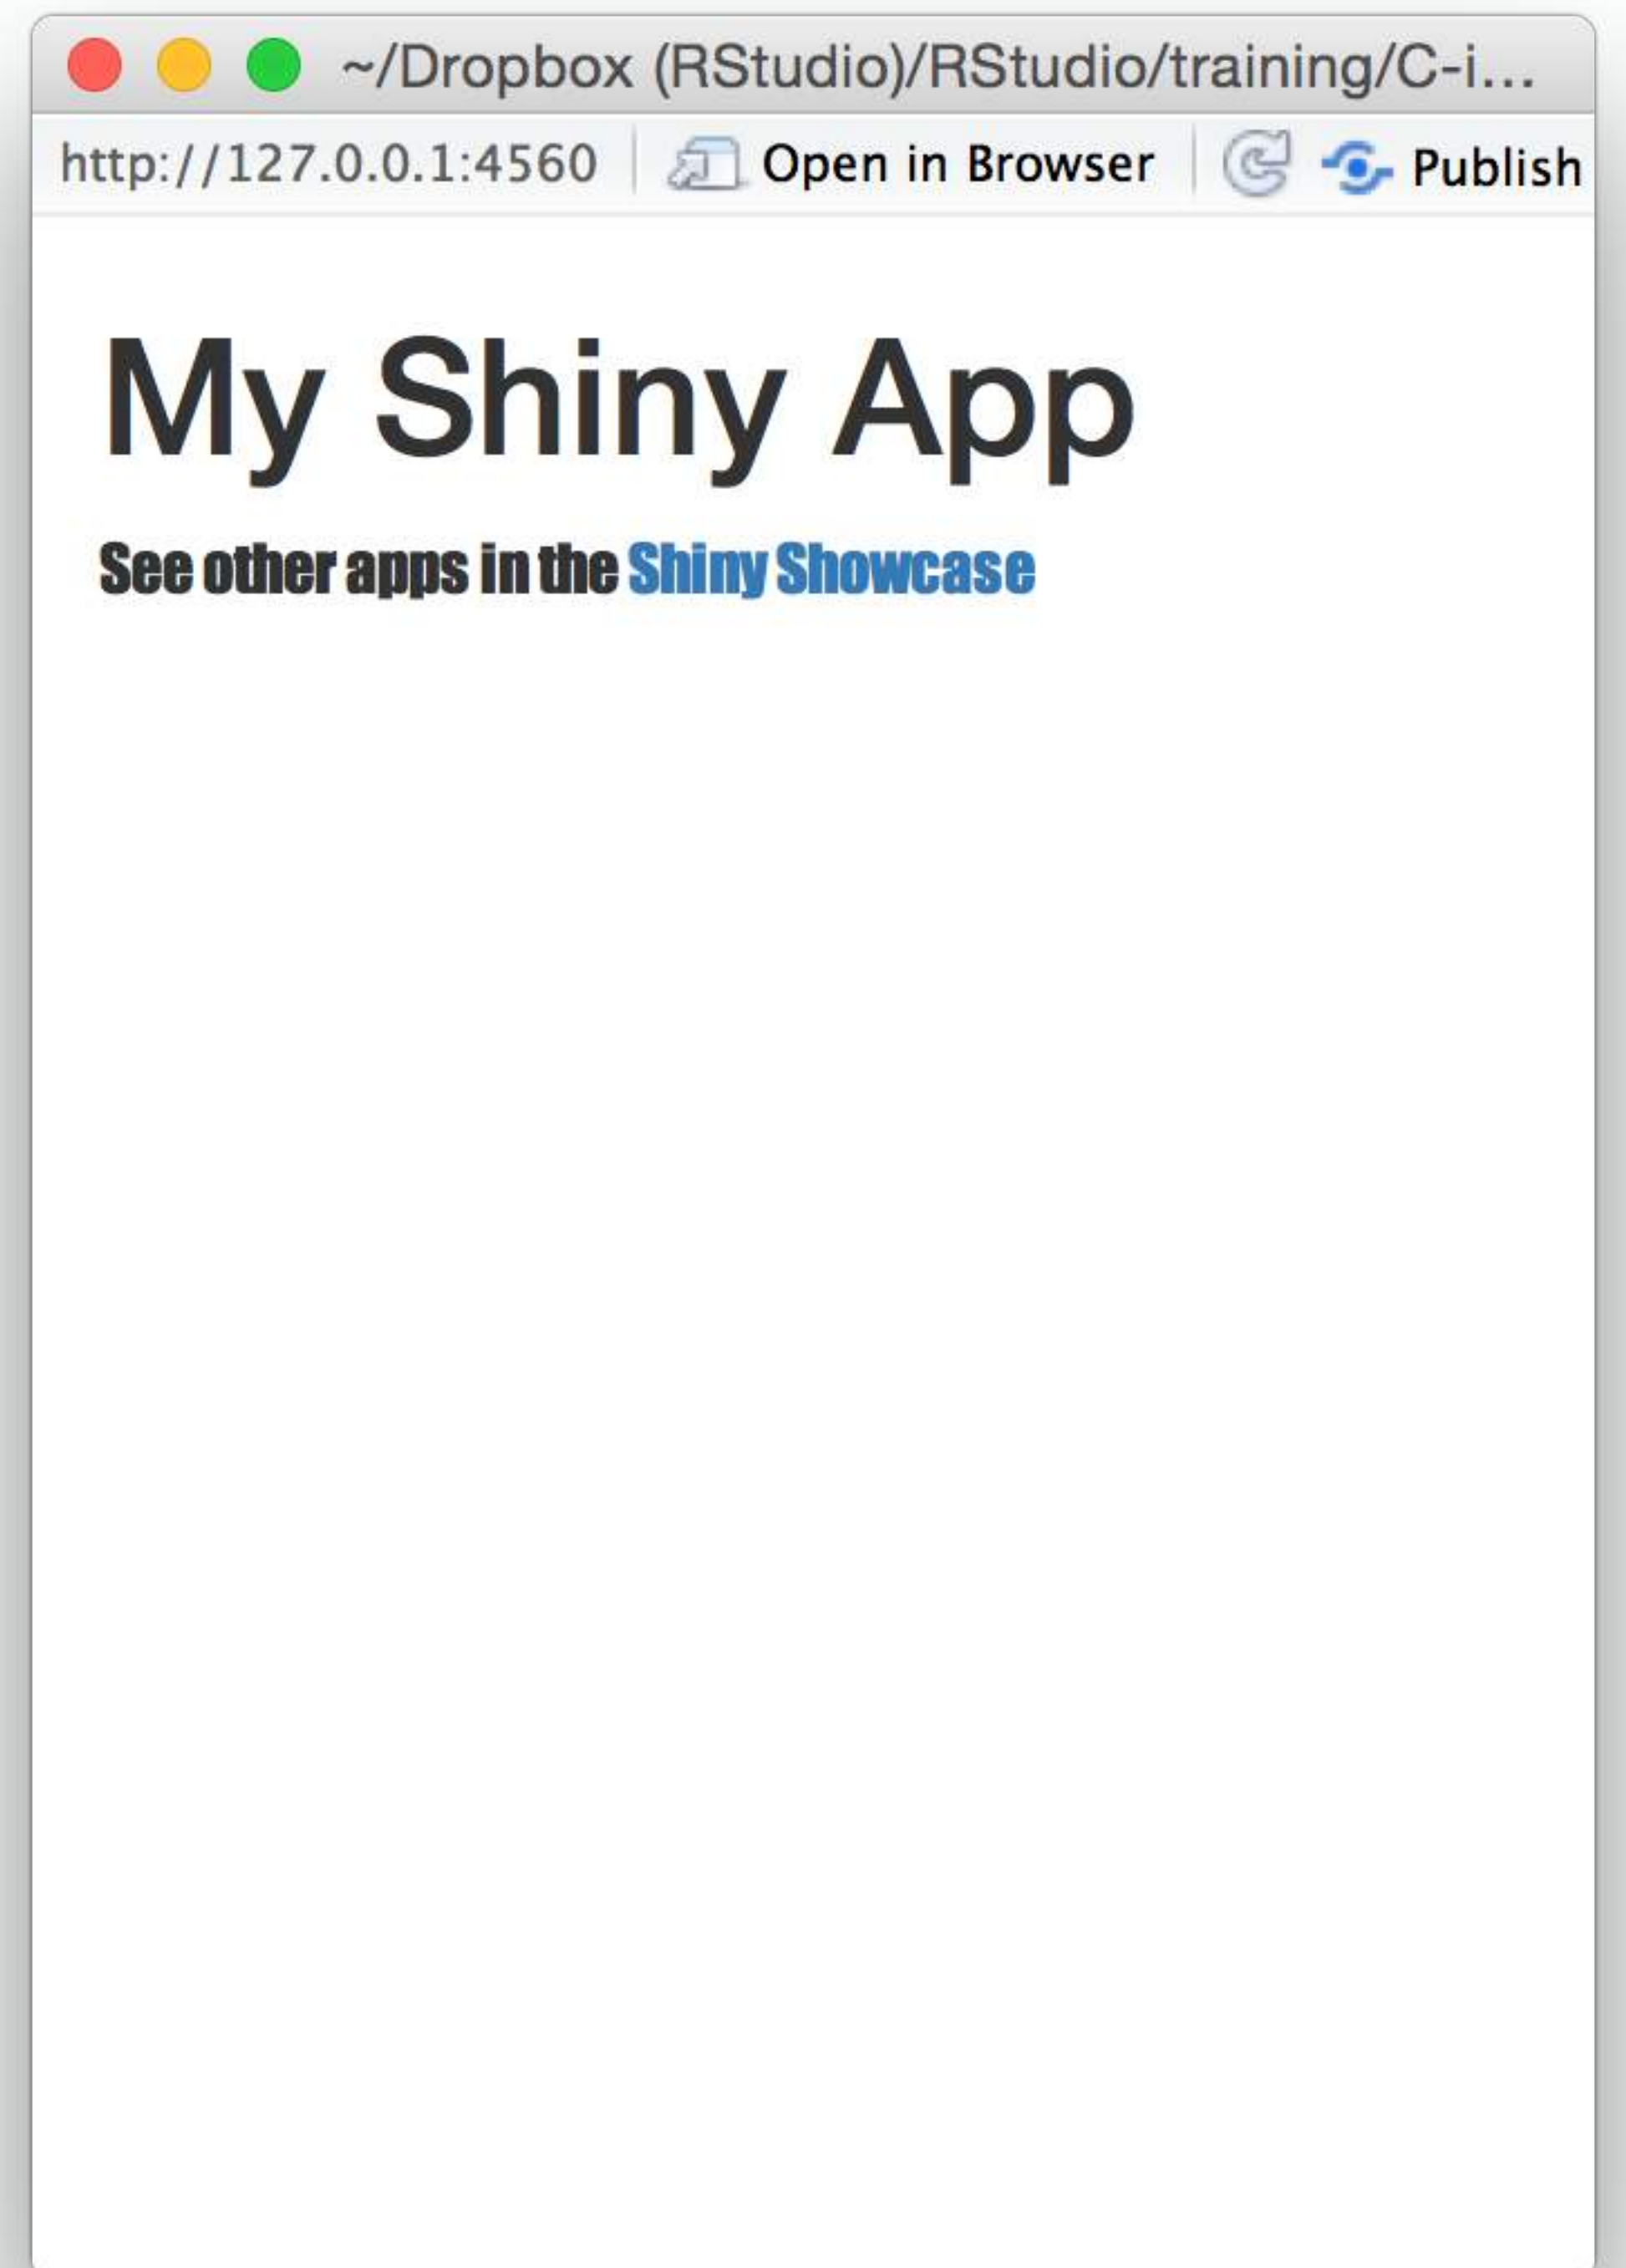 ~/Dropbox (RStudio)/RStudio/training/C-i...
http://127.0.0.1:4560 Open in Browser Publish
My Shiny App
See other apps in the Shiny Showcase